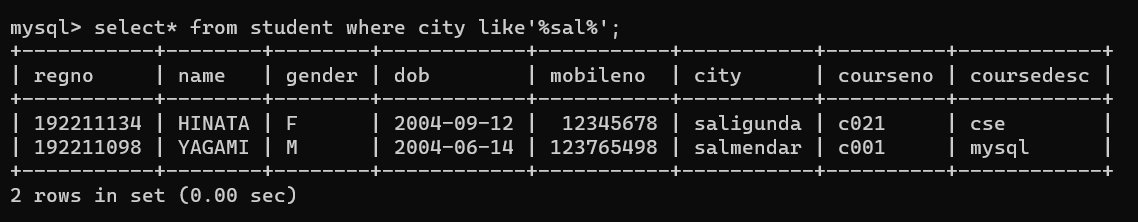 mysql> select* from student where city like'%sal%';
+-----------+--------+--------+------------+-----------+-----------+----------+------------+
| regno     | name   | gender | dob        | mobileno  | city      | courseno | coursedesc |
+-----------+--------+--------+------------+-----------+-----------+----------+------------+
| 192211134 | HINATA | F      | 2004-09-12 |  12345678 | saligunda | c021     | cse        |
| 192211098 | YAGAMI | M      | 2004-06-14 | 123765498 | salmendar | c001     | mysql      |
+-----------+--------+--------+------------+-----------+-----------+----------+------------+
2 rows in set (0.00 sec)